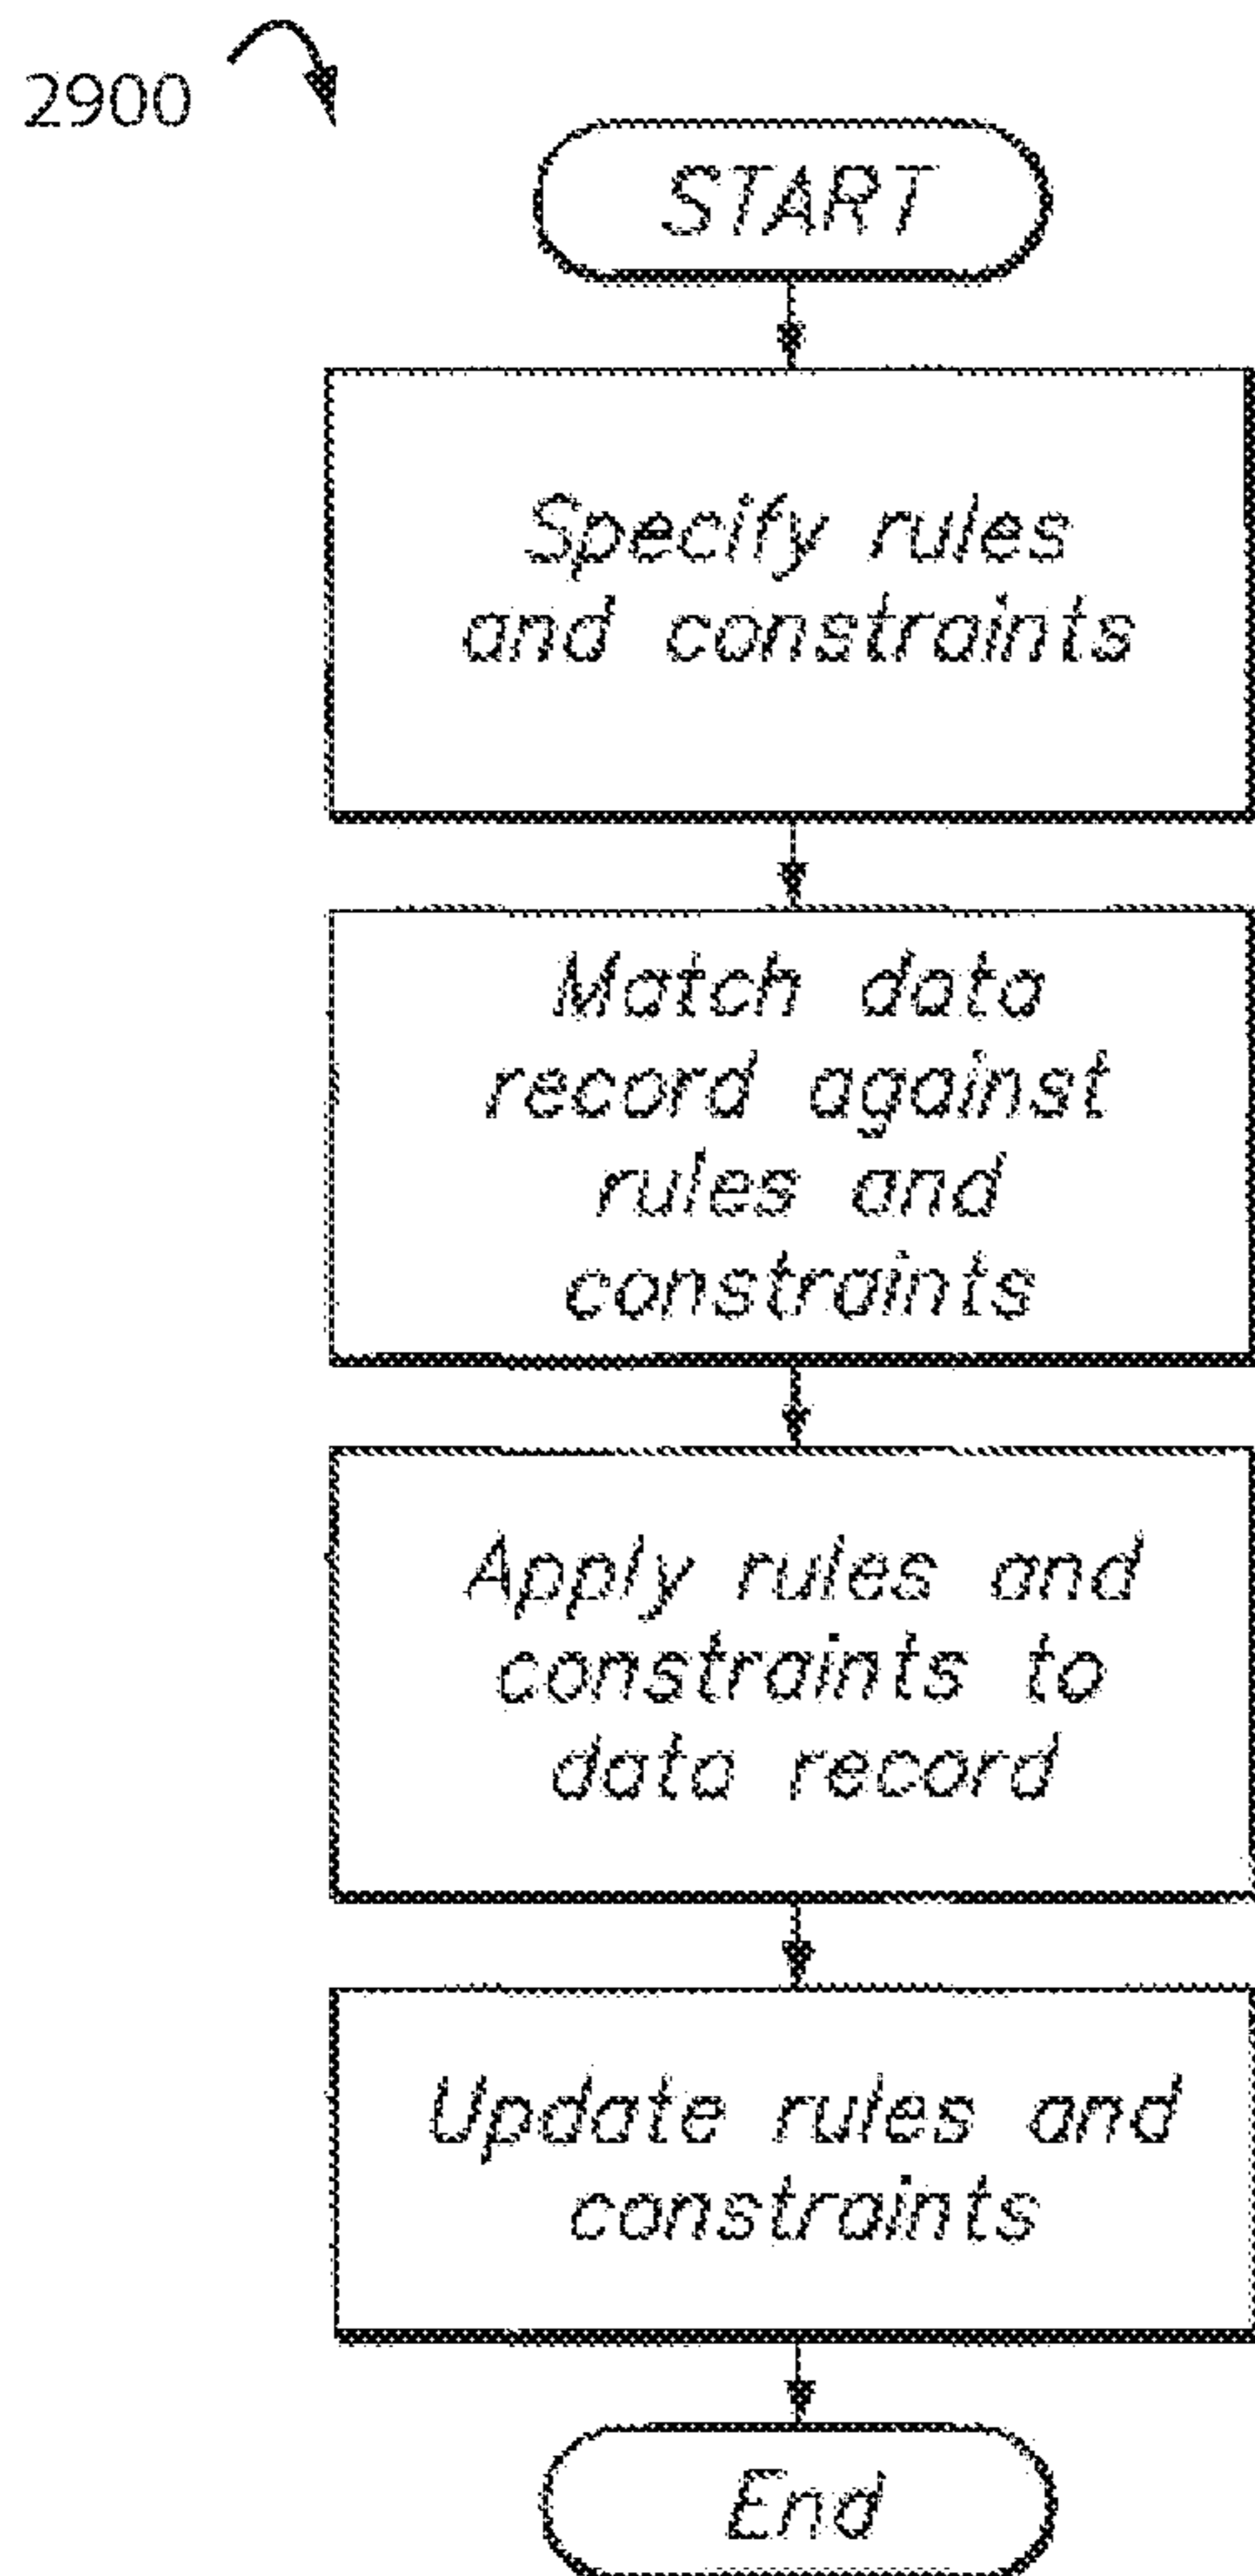 2900
START
Specify rules
and constraints
Match data
record against
rules and
constraints
Apply rules and
constraints to
data record
Update rules and
constraints
End